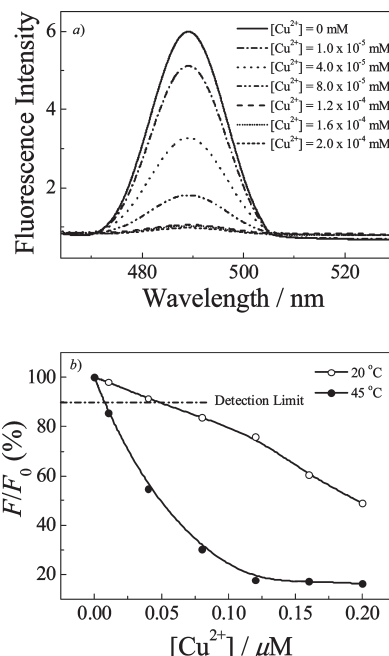 a)
[Cu²⁺] = 0 mM
[Cu²⁺] = 1.0 x 10⁻⁵ mM
[Cu²⁺] = 4.0 x 10⁻⁵ mM
[Cu²⁺] = 8.0 x 10⁻⁵ mM
[Cu²⁺] = 1.2 x 10⁻⁴ mM
[Cu²⁺] = 1.6 x 10⁻⁴ mM
[Cu²⁺] = 2.0 x 10⁻⁴ mM
Fluorescence Intensity
6
4
2
480 500 520
Wavelength / nm
b)
20 °C
45 °C
Detection Limit
F/F₀ (%)
100
80
60
40
20
0.00 0.05 0.10 0.15 0.20
[Cu²⁺] / μM